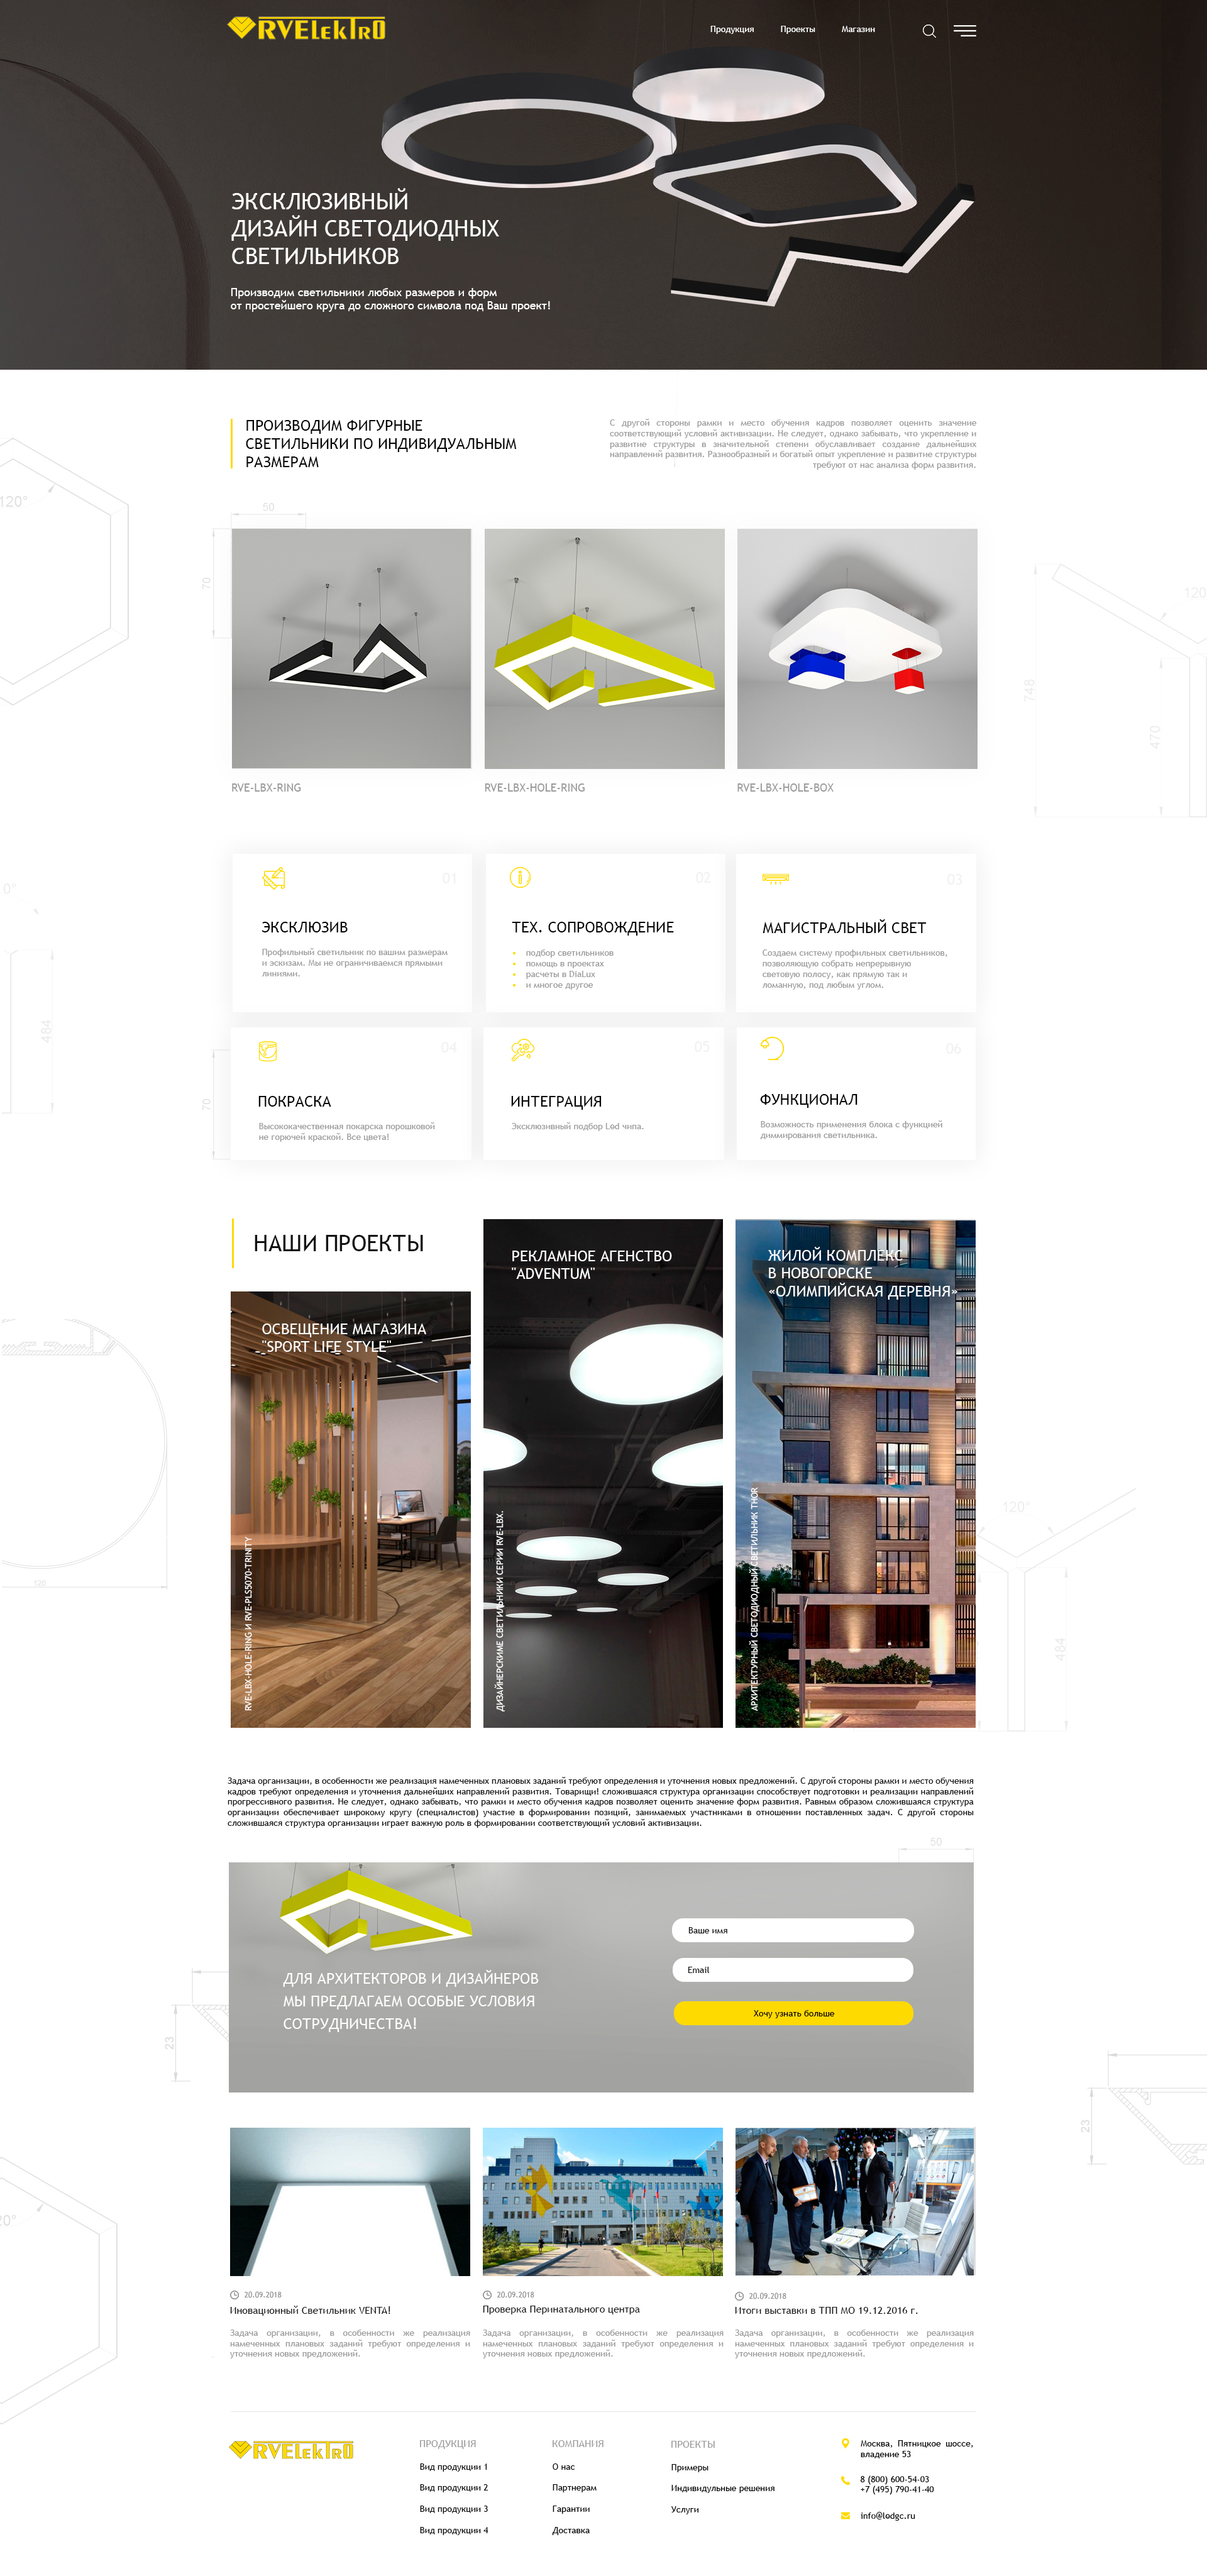 RVELEKTRO
Продукция
Проекты
Магазин
ЭКСКЛЮЗИВНЫЙ
ДИЗАЙН СВЕТОДИОДНЫХ
СВЕТИЛЬНИКОВ
Производим светильники любых размеров и форм
от простейшего круга до сложного символа под Ваш проект!
ПРОИЗВОДИМ ФИГУРНЫЕ
СВЕТИЛЬНИКИ ПО ИНДИВИДУАЛЬНЫМ
РАЗМЕРАМ
С другой стороны рамки и место обучения кадров позволяет оценить значение
соответствующий условий активизации. Не следует, однако забывать, что укрепление и
развитие структуры в значительной степени обуславливает создание дальнейших
направлений развития. Разнообразный и богатый опыт укрепление и развитие структуры
требуют от нас анализа форм развития.
120°
50
70
120
748
470
RVE-LBX-RING
RVE-LBX-HOLE-RING
RVE-LBX-HOLE-BOX
0°
484
01
ЭКСКЛЮЗИВ
Профильный светильник по вашим размерам
и эскизам. Мы не ограничиваемся прямыми
линиями.
02
ТЕХ. СОПРОВОЖДЕНИЕ
подбор светильников
помощь в проектах
расчеты в DiaLux
и многое другое
03
МАГИСТРАЛЬНЫЙ СВЕТ
Создаем систему профильных светильников,
позволяющую собрать непрерывную
световую полосу, как прямую так и
ломанную, под любым углом.
70
04
ПОКРАСКА
Высококачественная покарска порошковой
не горючей краской. Все цвета!
05
ИНТЕГРАЦИЯ
Эксклюзивный подбор Led чипа.
06
ФУНКЦИОНАЛ
Возможность применения блока с функцией
диммирования светильника.
НАШИ ПРОЕКТЫ
ОСВЕЩЕНИЕ МАГАЗИНА
"SPORT LIFE STYLE"
RVE-LBX-HOLE-RING И RVE-PLS5070-TRINITY
РЕКЛАМНОЕ АГЕНСТВО
"ADVENTUM"
ДИЗАЙНЕРСКИМЕ СВЕТИЛЬНИКИ СЕРИИ RVE-LBX.
ЖИЛОЙ КОМПЛЕКС
В НОВОГОРСКЕ
«ОЛИМПИЙСКАЯ ДЕРЕВНЯ»
АРХИТЕКТУРНЫЙ СВЕТОДИОДНЫЙ СВЕТИЛЬНИК THOR
120°
484
Задача организации, в особенности же реализация намеченных плановых заданий требуют определения и уточнения новых предложений. С другой стороны рамки и место обучения
кадров требуют определения и уточнения дальнейших направлений развития. Товарищи! сложившаяся структура организации способствует подготовки и реализации направлений
прогрессивного развития. Не следует, однако забывать, что рамки и место обучения кадров позволяет оценить значение форм развития. Равным образом сложившаяся структура
организации обеспечивает широкому кругу (специалистов) участие в формировании позиций, занимаемых участниками в отношении поставленных задач. С другой стороны
сложившаяся структура организации играет важную роль в формировании соответствующий условий активизации.
50
ДЛЯ АРХИТЕКТОРОВ И ДИЗАЙНЕРОВ
МЫ ПРЕДЛАГАЕМ ОСОБЫЕ УСЛОВИЯ
СОТРУДНИЧЕСТВА!
Ваше имя
Email
Хочу узнать больше
23
23
20°
20.09.2018
Иновационный Светильник VENTA!
Задача организации, в особенности же реализация
намеченных плановых заданий требуют определения и
уточнения новых предложений.
20.09.2018
Проверка Перинатального центра
Задача организации, в особенности же реализация
намеченных плановых заданий требуют определения и
уточнения новых предложений.
20.09.2018
Итоги выставки в ТПП МО 19.12.2016 г.
Задача организации, в особенности же реализация
намеченных плановых заданий требуют определения и
уточнения новых предложений.
RVELEKTRO
ПРОДУКЦИЯ
Вид продукции 1
Вид продукции 2
Вид продукции 3
Вид продукции 4
КОМПАНИЯ
О нас
Партнерам
Гарантии
Доставка
ПРОЕКТЫ
Примеры
Индивидульные решения
Услуги
Москва, Пятницкое шоссе,
владение 53
8 (800) 600-54-03
+7 (495) 790-41-40
info@ledgc.ru